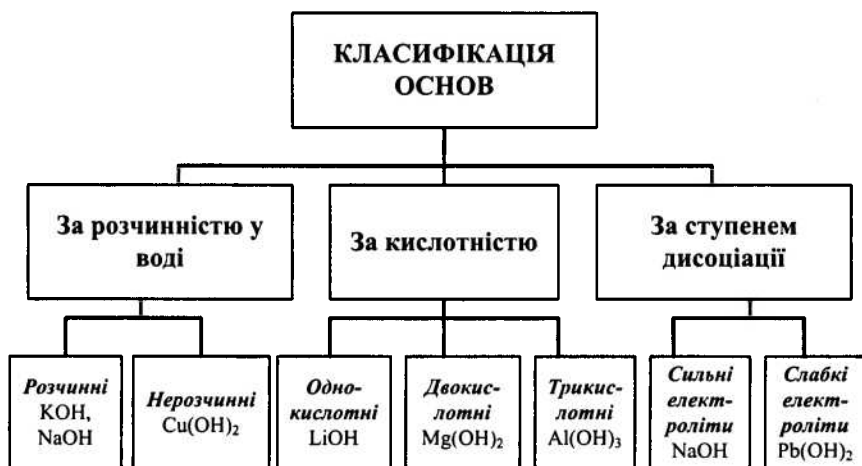 КЛАСИФІКАЦІЯ
ОСНОВ
За розчинністю у
воді
За кислотністю
За ступенем
дисоціації
Розчинні
KOH,
NaOH
Нерозчинні
Cu(OH)₂
Одно-
кислотні
LiOH
Двокис-
лотні
Mg(OH)₂
Трикис-
лотні
Al(OH)₃
Сильні
елект-
роліти
NaOH
Слабкі
елект-
роліти
Pb(OH)₂